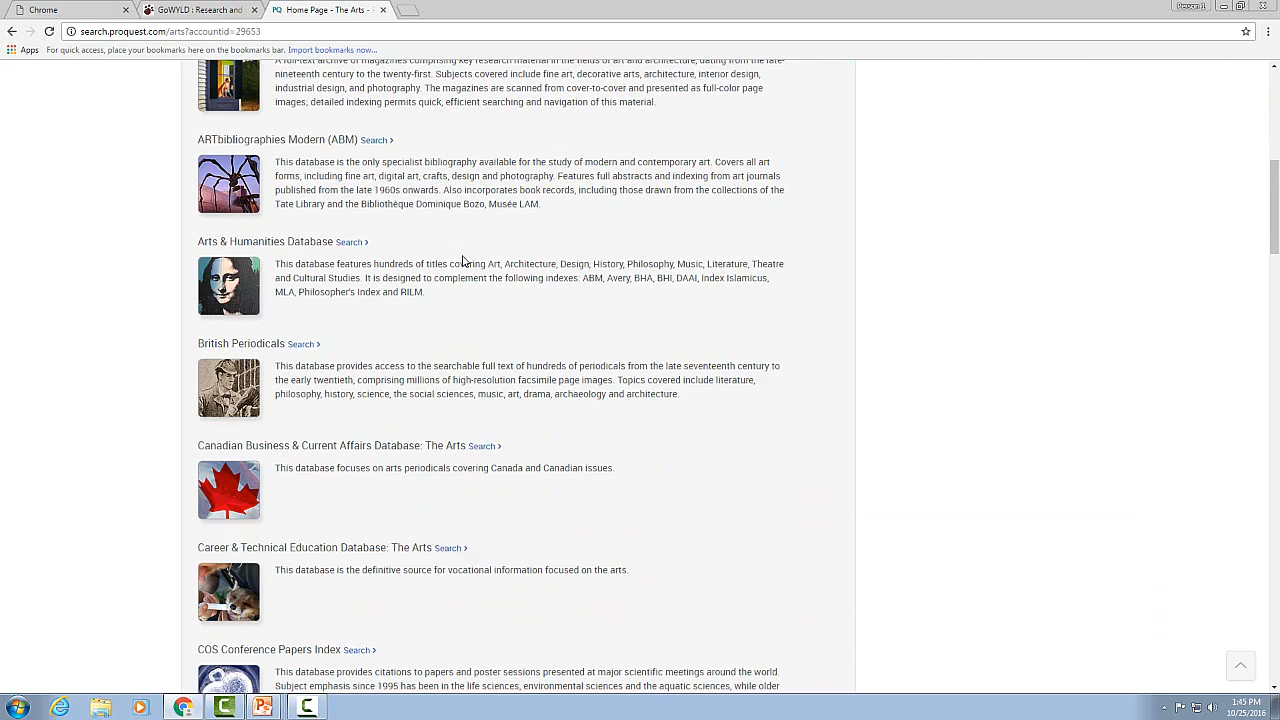 Chrome
GoWYLD : Research and
PQ Home Page - The Arts -
Person 1
search.proquest.com/arts?accountid=29653
Apps For quick access, place your bookmarks here on the bookmarks bar. Import bookmarks now...
A full-text archive of magazines comprising key research material in the fields of art and architecture, dating from the late-
nineteenth century to the twenty-first. Subjects covered include fine art, decorative arts, architecture, interior design,
industrial design, and photography. The magazines are scanned from cover-to-cover and presented as full-color page
images, detailed indexing permits quick, efficient searching and navigation of this material.
ARTbibliographies Modern (ABM) Search >
This database is the only specialist bibliography available for the study of modern and contemporary art. Covers all art
forms, including fine art, digital art, crafts, design and photography. Features full abstracts and indexing from art journals
published from the late 1960s onwards. Also incorporates book records, including those drawn from the collections of the
Tate Library and the Bibliothèque Dominique Bozo, Musée LAM.
Arts & Humanities Database Search >
This database features hundreds of titles covering Art, Architecture, Design, History, Philosophy, Music, Literature, Theatre
and Cultural Studies. It is designed to complement the following indexes: ABM, Avery, BHA, BHI, DAAI, Index Islamicus,
MLA, Philosopher's Index and RILM.
British Periodicals Search >
This database provides access to the searchable full text of hundreds of periodicals from the late seventeenth century to
the early twentieth, comprising millions of high-resolution facsimile page images. Topics covered include literature,
philosophy, history, science, the social sciences, music, art, drama, archaeology and architecture.
Canadian Business & Current Affairs Database: The Arts Search >
This database focuses on arts periodicals covering Canada and Canadian issues.
Career & Technical Education Database: The Arts Search >
This database is the definitive source for vocational information focused on the arts.
COS Conference Papers Index Search >
This database provides citations to papers and poster sessions presented at major scientific meetings around the world.
Subject emphasis since 1995 has been in the life sciences, environmental sciences and the aquatic sciences, while older
1:45 PM
10/25/2016